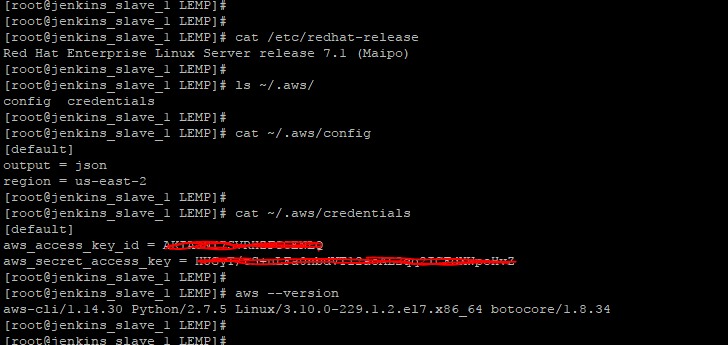 [root@jenkins_slave_1 LEMP]#
[root@jenkins_slave_1 LEMP]#
[root@jenkins_slave_1 LEMP]# cat /etc/redhat-release
Red Hat Enterprise Linux Server release 7.1 (Maipo)
[root@jenkins_slave_1 LEMP]#
[root@jenkins_slave_1 LEMP]# ls ~/.aws/
config  credentials
[root@jenkins_slave_1 LEMP]#
[root@jenkins_slave_1 LEMP]# cat ~/.aws/config
[default]
output = json
region = us-east-2
[root@jenkins_slave_1 LEMP]#
[root@jenkins_slave_1 LEMP]# cat ~/.aws/credentials
[default]
aws_access_key_id =
aws_secret_access_key =
[root@jenkins_slave_1 LEMP]#
[root@jenkins_slave_1 LEMP]# aws --version
aws-cli/1.14.30 Python/2.7.5 Linux/3.10.0-229.1.2.el7.x86_64 botocore/1.8.34
[root@jenkins_slave_1 LEMP]#
[root@jenkins_slave_1 LEMP]#